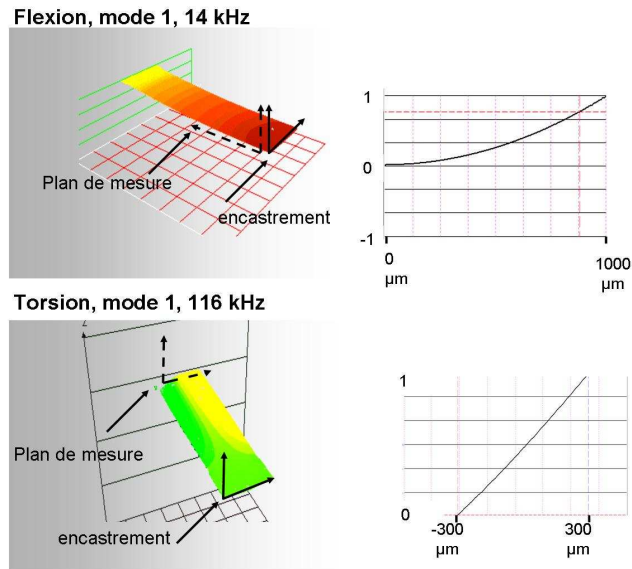 Flexion, mode 1, 14 kHz
Plan de mesure
encastrement
1
0
-1
0
µm
1000
µm
Torsion, mode 1, 116 kHz
Plan de mesure
encastrement
1
0
-300
µm
300
µm